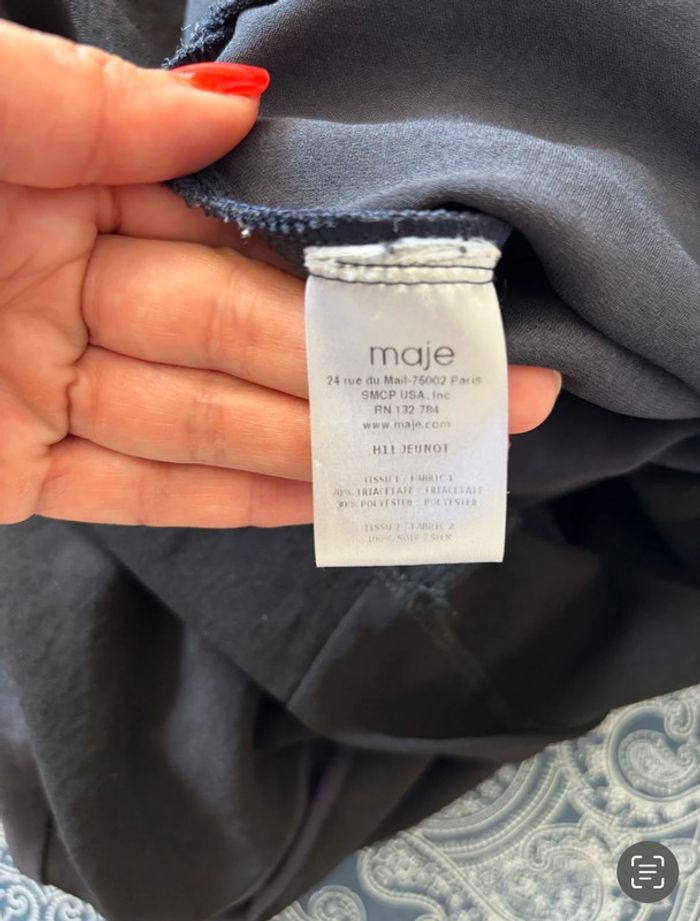 maje
24 rue du Mail-75002 Paris
SMCP USA, Inc
RN 132 784
www.maje.com
H11 JEUNOT
TISSU 1 / FABRIC 1
70% TRIACETATE / TRIACETATE
30% POLYESTER / POLYESTER
TISSU 2 / FABRIC 2
100% SOIE / SILK